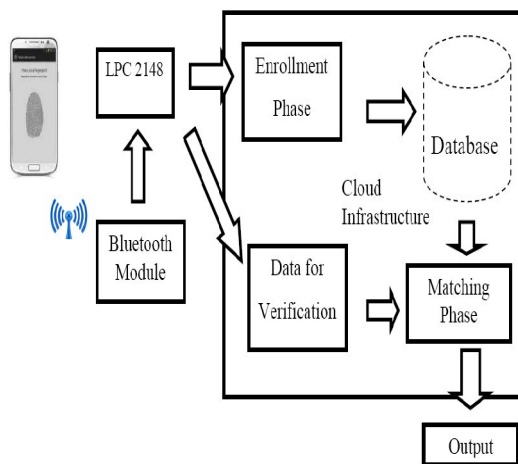 LPC 2148
Enrollment
Phase
Database
Cloud
Infrastructure
Bluetooth
Module
Data for
Verification
Matching
Phase
Output